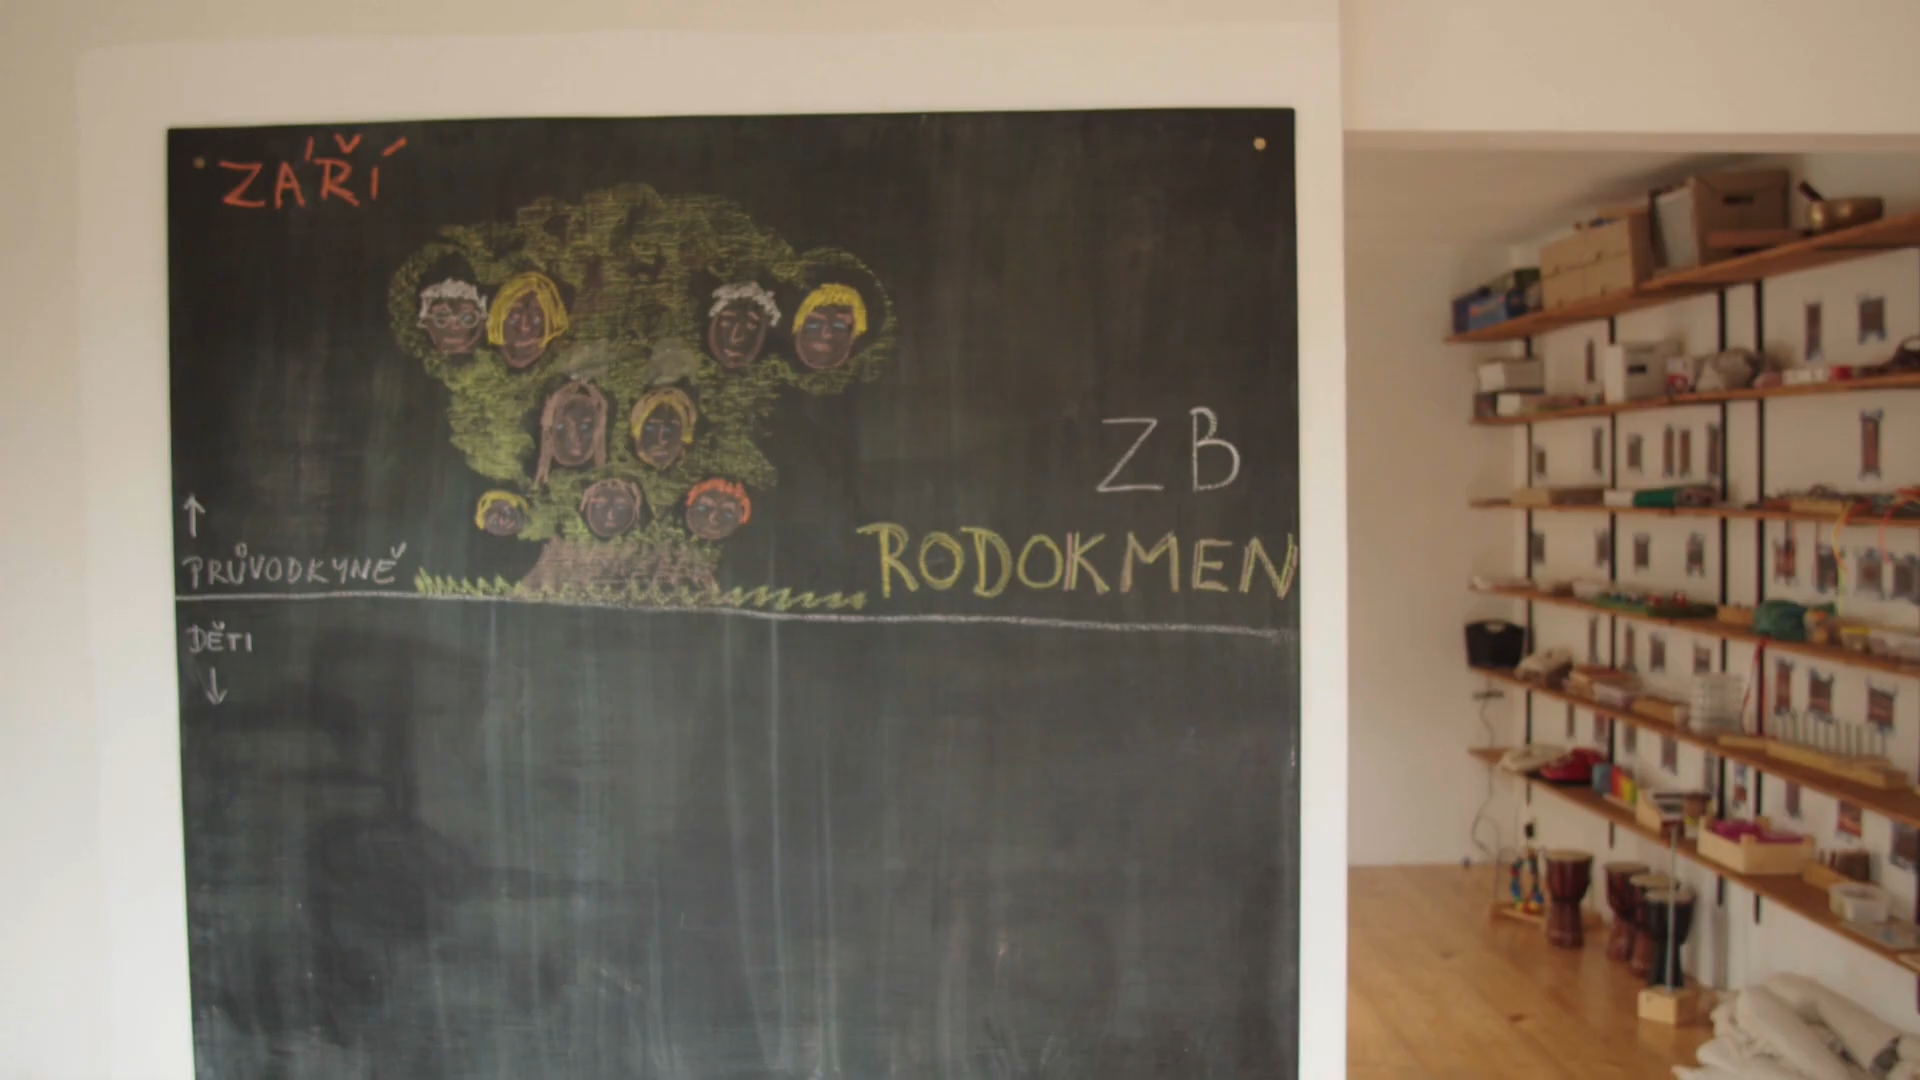 ZÁŘÍ
ZB
RODOKMEN
↑
PRŮVODKYNĚ
DĚTI
↓